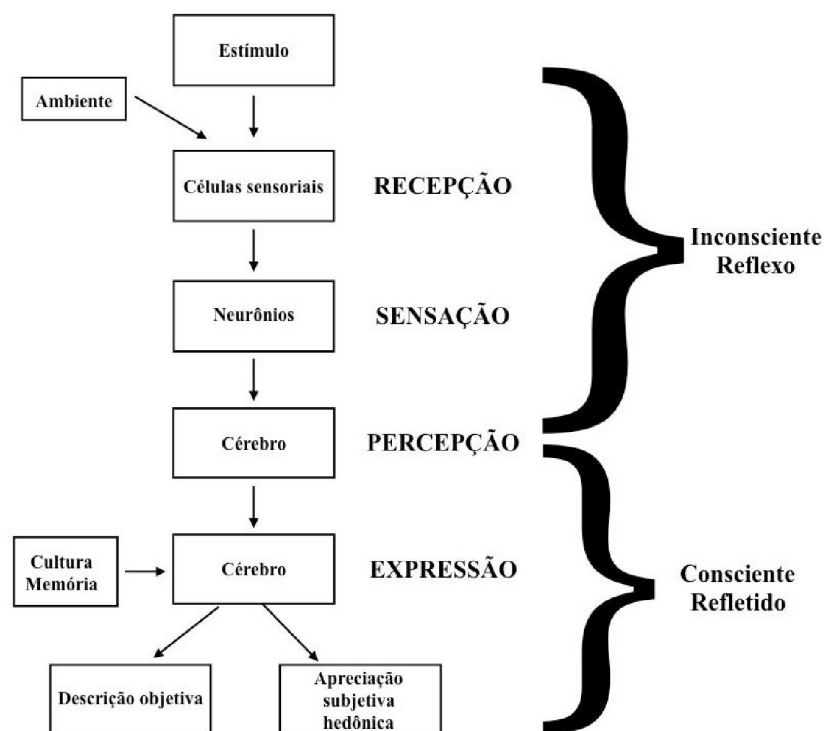 Estímulo
Ambiente
Células sensoriais
RECEPÇÃO
Inconsciente
Reflexo
Neurônios
SENSAÇÃO
Cérebro
PERCEPÇÃO
Cultura
Memória
Cérebro
EXPRESSÃO
Consciente
Refletido
Descrição objetiva
Apreciação
subjetiva
hedônica